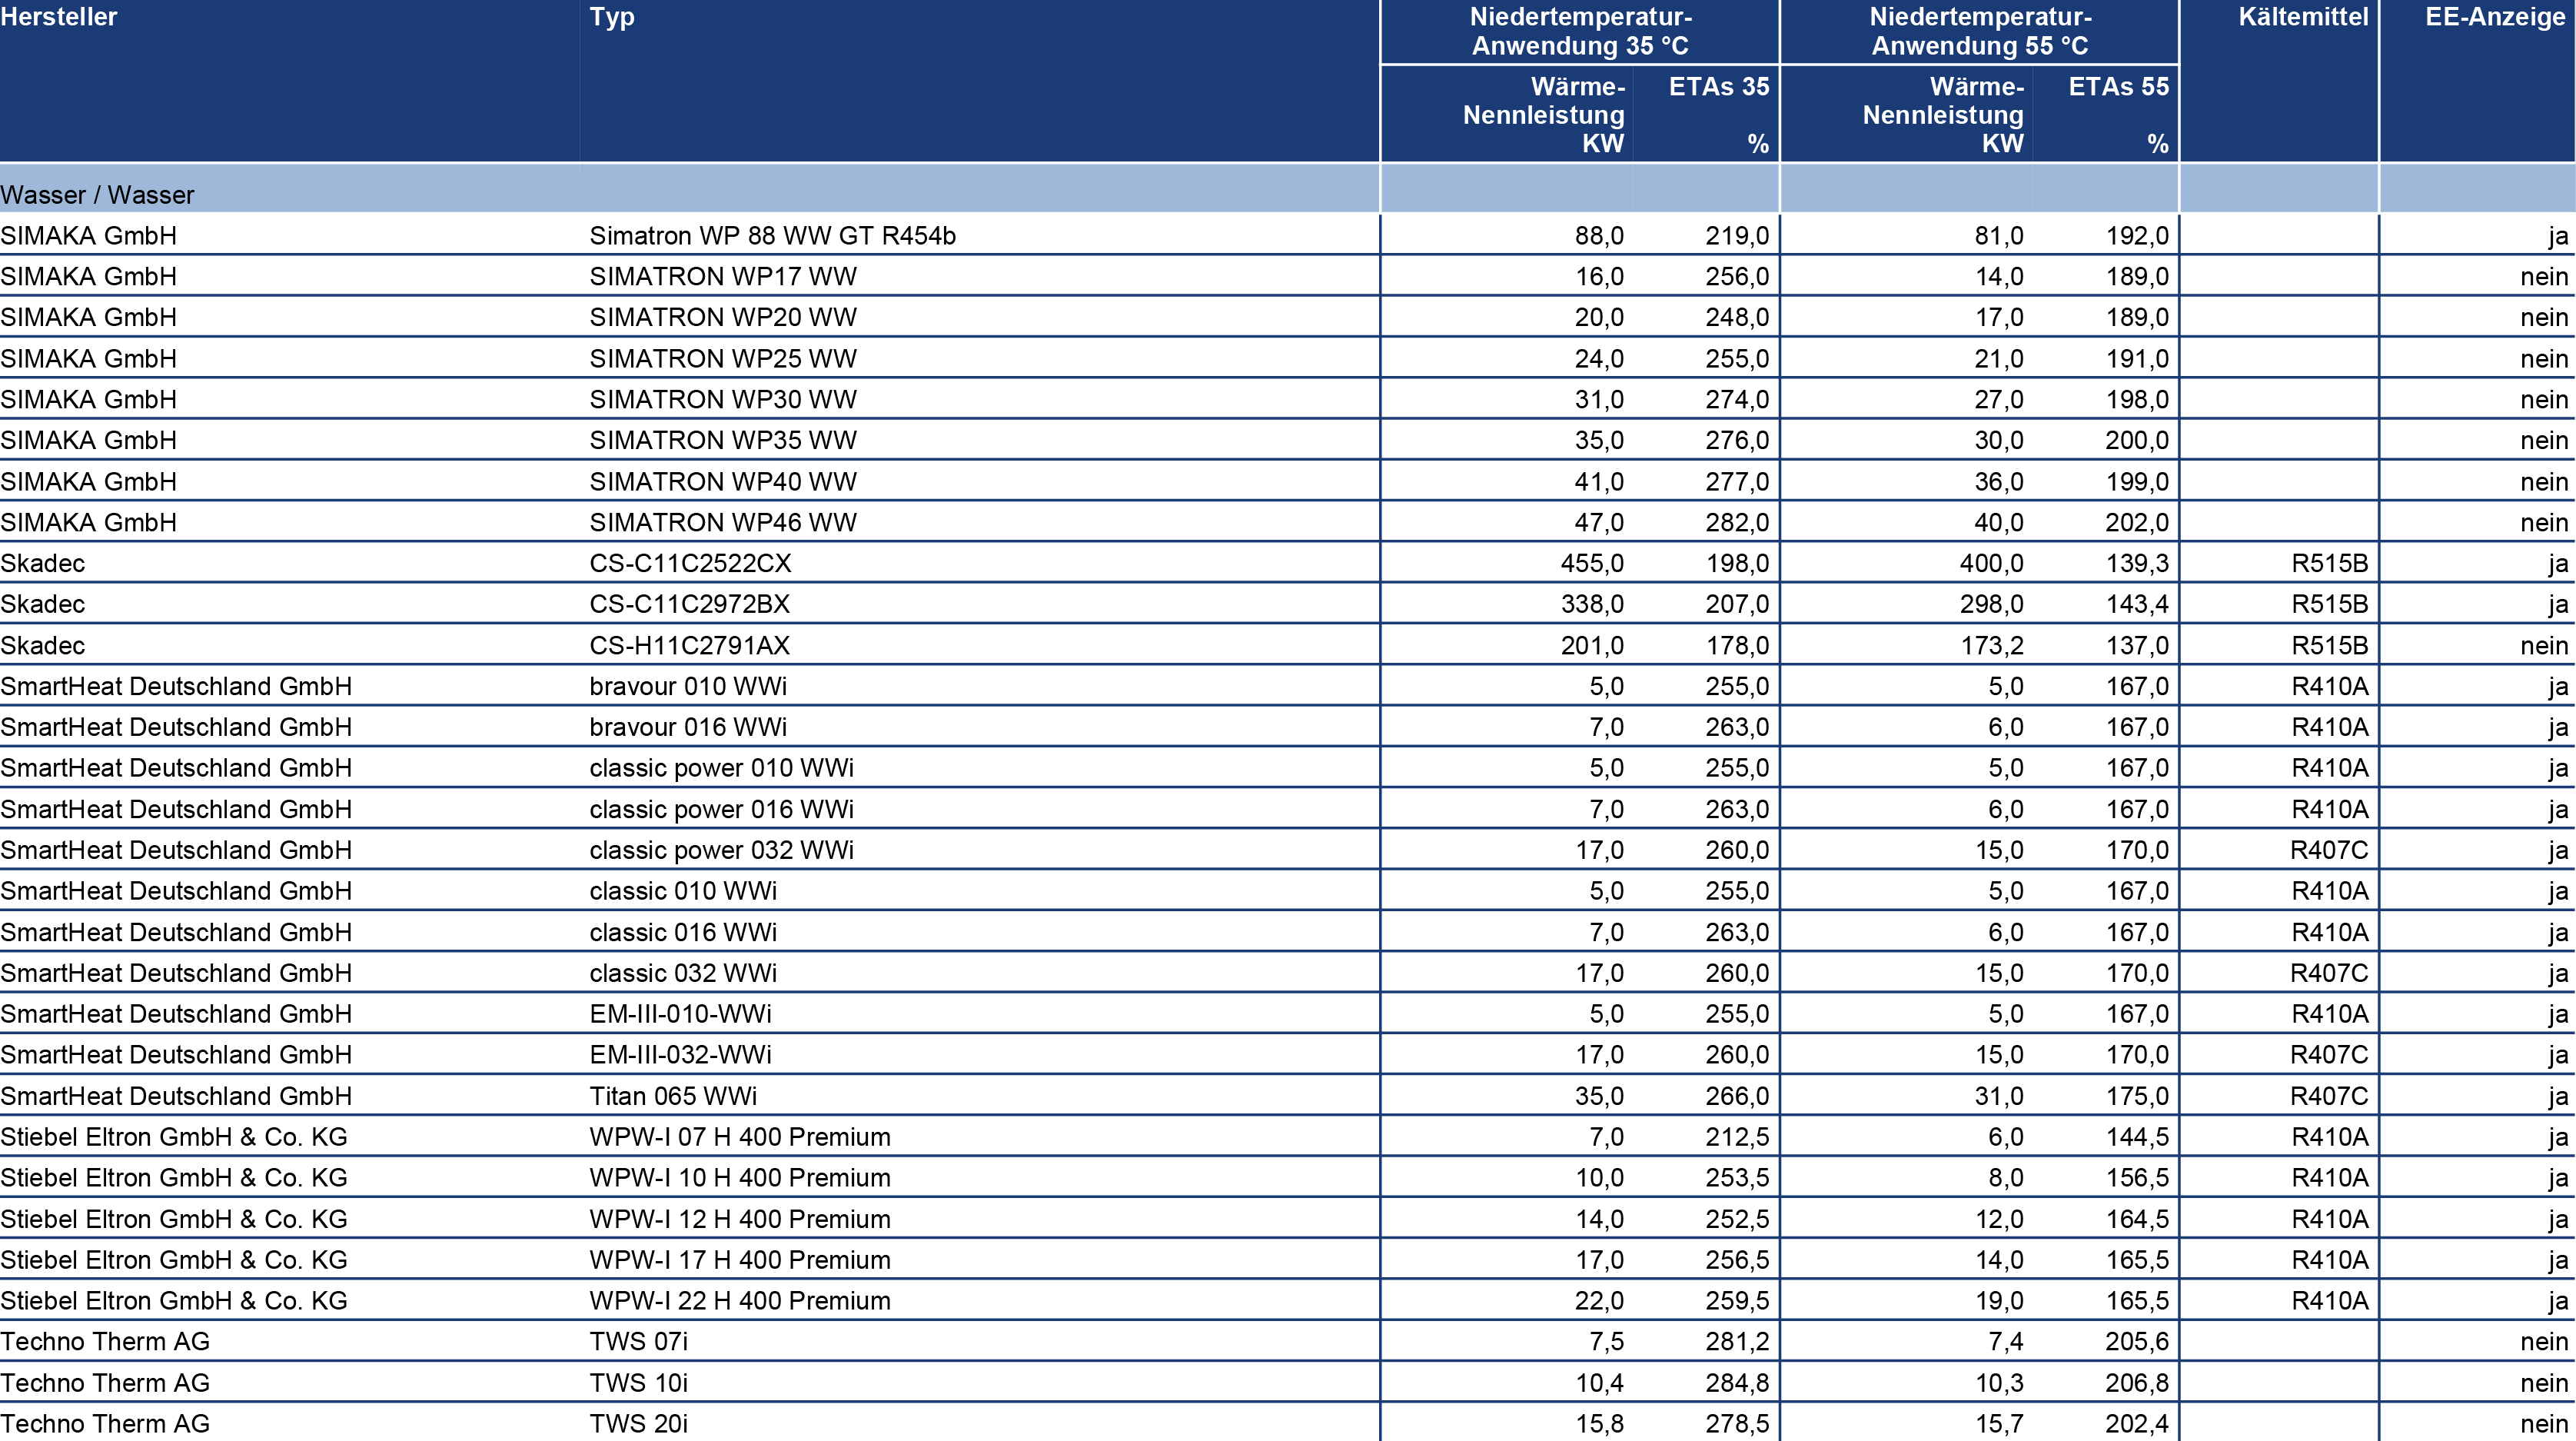 Hersteller Typ Niedertemperatur- Niedertemperatur- Kältemittel EE-Anzeige
Anwendung 35 °C Anwendung 55 °C
Wärme- ETAs 35 Wärme- ETAs 55
Nennleistung Nennleistung
KW % KW %
Wasser / Wasser
SIMAKA GmbH Simatron WP 88 WW GT R454b 88,0 219,0 81,0 192,0 ja
SIMAKA GmbH SIMATRON WP17 WW 16,0 256,0 14,0 189,0 nein
SIMAKA GmbH SIMATRON WP20 WW 20,0 248,0 17,0 189,0 nein
SIMAKA GmbH SIMATRON WP25 WW 24,0 255,0 21,0 191,0 nein
SIMAKA GmbH SIMATRON WP30 WW 31,0 274,0 27,0 198,0 nein
SIMAKA GmbH SIMATRON WP35 WW 35,0 276,0 30,0 200,0 nein
SIMAKA GmbH SIMATRON WP40 WW 41,0 277,0 36,0 199,0 nein
SIMAKA GmbH SIMATRON WP46 WW 47,0 282,0 40,0 202,0 nein
Skadec CS-C11C2522CX 455,0 198,0 400,0 139,3 R515B ja
Skadec CS-C11C2972BX 338,0 207,0 298,0 143,4 R515B ja
Skadec CS-H11C2791AX 201,0 178,0 173,2 137,0 R515B nein
SmartHeat Deutschland GmbH bravour 010 WWi 5,0 255,0 5,0 167,0 R410A ja
SmartHeat Deutschland GmbH bravour 016 WWi 7,0 263,0 6,0 167,0 R410A ja
SmartHeat Deutschland GmbH classic power 010 WWi 5,0 255,0 5,0 167,0 R410A ja
SmartHeat Deutschland GmbH classic power 016 WWi 7,0 263,0 6,0 167,0 R410A ja
SmartHeat Deutschland GmbH classic power 032 WWi 17,0 260,0 15,0 170,0 R407C ja
SmartHeat Deutschland GmbH classic 010 WWi 5,0 255,0 5,0 167,0 R410A ja
SmartHeat Deutschland GmbH classic 016 WWi 7,0 263,0 6,0 167,0 R410A ja
SmartHeat Deutschland GmbH classic 032 WWi 17,0 260,0 15,0 170,0 R407C ja
SmartHeat Deutschland GmbH EM-III-010-WWi 5,0 255,0 5,0 167,0 R410A ja
SmartHeat Deutschland GmbH EM-III-032-WWi 17,0 260,0 15,0 170,0 R407C ja
SmartHeat Deutschland GmbH Titan 065 WWi 35,0 266,0 31,0 175,0 R407C ja
Stiebel Eltron GmbH & Co. KG WPW-I 07 H 400 Premium 7,0 212,5 6,0 144,5 R410A ja
Stiebel Eltron GmbH & Co. KG WPW-I 10 H 400 Premium 10,0 253,5 8,0 156,5 R410A ja
Stiebel Eltron GmbH & Co. KG WPW-I 12 H 400 Premium 14,0 252,5 12,0 164,5 R410A ja
Stiebel Eltron GmbH & Co. KG WPW-I 17 H 400 Premium 17,0 256,5 14,0 165,5 R410A ja
Stiebel Eltron GmbH & Co. KG WPW-I 22 H 400 Premium 22,0 259,5 19,0 165,5 R410A ja
Techno Therm AG TWS 07i 7,5 281,2 7,4 205,6 nein
Techno Therm AG TWS 10i 10,4 284,8 10,3 206,8 nein
Techno Therm AG TWS 20i 15,8 278,5 15,7 202,4 nein